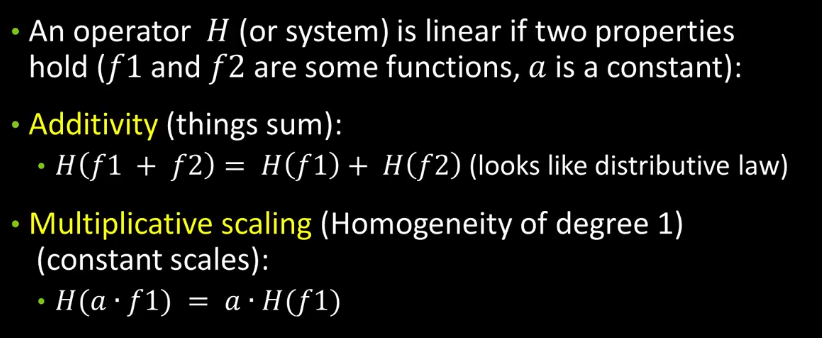 • An operator H (or system) is linear if two properties
hold (f1 and f2 are some functions, a is a constant):
• Additivity (things sum):
• H(f1 + f2) = H(f1) + H(f2) (looks like distributive law)
• Multiplicative scaling (Homogeneity of degree 1)
(constant scales):
• H(a · f1) = a · H(f1)